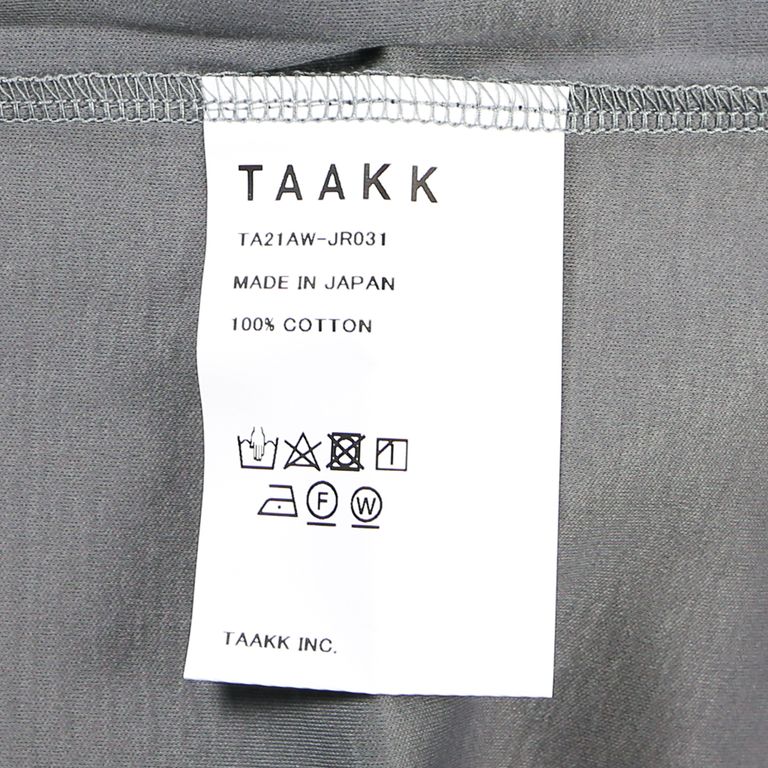 TAAKK
TA21AW-JR031
MADE IN JAPAN
100% COTTON
F W
TAAKK INC.